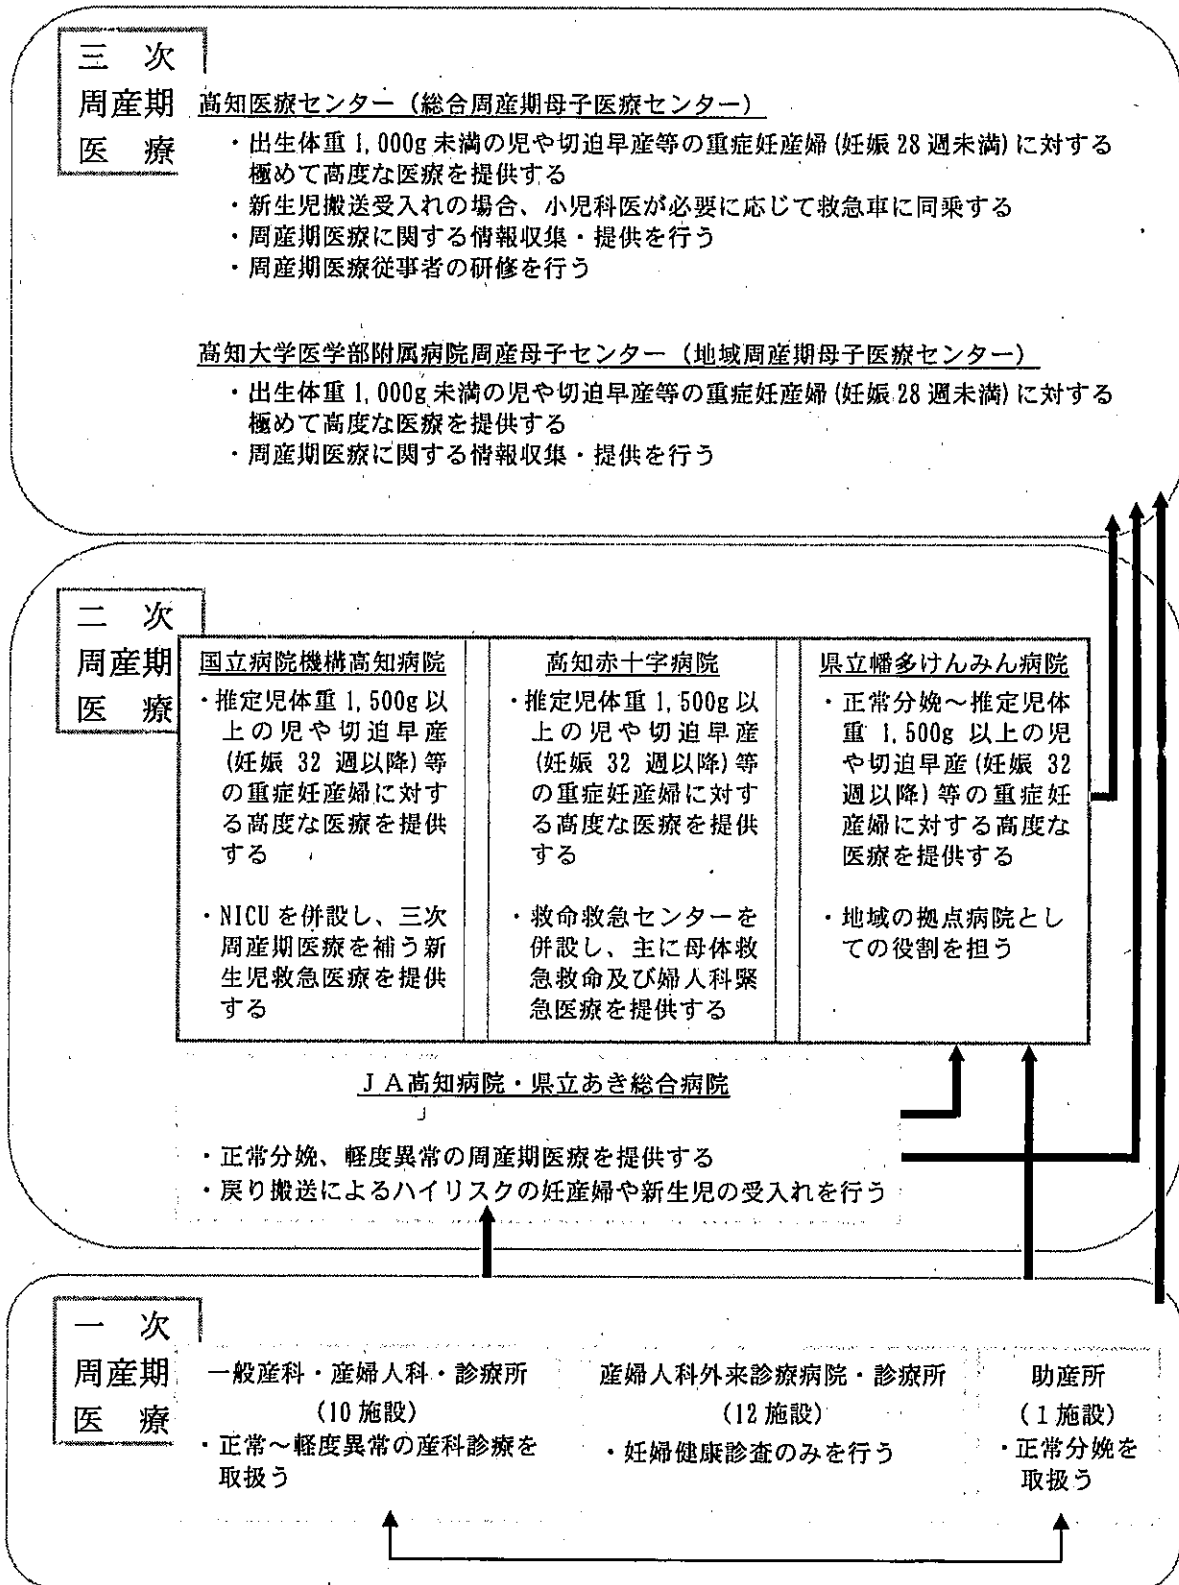 三 次
周産期
医 療
高知医療センター（総合周産期母子医療センター）
・出生体重 1,000g 未満の児や切迫早産等の重症妊産婦(妊娠 28 週未満)に対する
極めて高度な医療を提供する
・新生児搬送受入れの場合、小児科医が必要に応じて救急車に同乗する
・周産期医療に関する情報収集・提供を行う
・周産期医療従事者の研修を行う
高知大学医学部附属病院周産母子センター（地域周産期母子医療センター）
・出生体重 1,000g 未満の児や切迫早産等の重症妊産婦(妊娠 28 週未満)に対する
極めて高度な医療を提供する
・周産期医療に関する情報収集・提供を行う
二 次
周産期
医 療
国立病院機構高知病院
・推定児体重 1,500g 以
上の児や切迫早産
(妊娠 32 週以降)等
の重症妊産婦に対す
る高度な医療を提供
する
・NICU を併設し、三次
周産期医療を補う新
生児救急医療を提供
する
高知赤十字病院
・推定児体重 1,500g 以
上の児や切迫早産
(妊娠 32 週以降)等
の重症妊産婦に対す
る高度な医療を提供
する
・救命救急センターを
併設し、主に母体救
急救命及び婦人科緊
急医療を提供する
県立幡多けんみん病院
・正常分娩～推定児体
重 1,500g 以上の児
や切迫早産(妊娠 32
週以降)等の重症妊
産婦に対する高度な
医療を提供する
・地域の拠点病院とし
ての役割を担う
ＪＡ高知病院・県立あき総合病院
・正常分娩、軽度異常の周産期医療を提供する
・戻り搬送によるハイリスクの妊産婦や新生児の受入れを行う
一 次
周産期
医 療
一般産科・産婦人科・診療所
(10 施設)
・正常～軽度異常の産科診療を
取扱う
産婦人科外来診療病院・診療所
(12 施設)
・妊婦健康診査のみを行う
助産所
(１施設)
・正常分娩を
取扱う